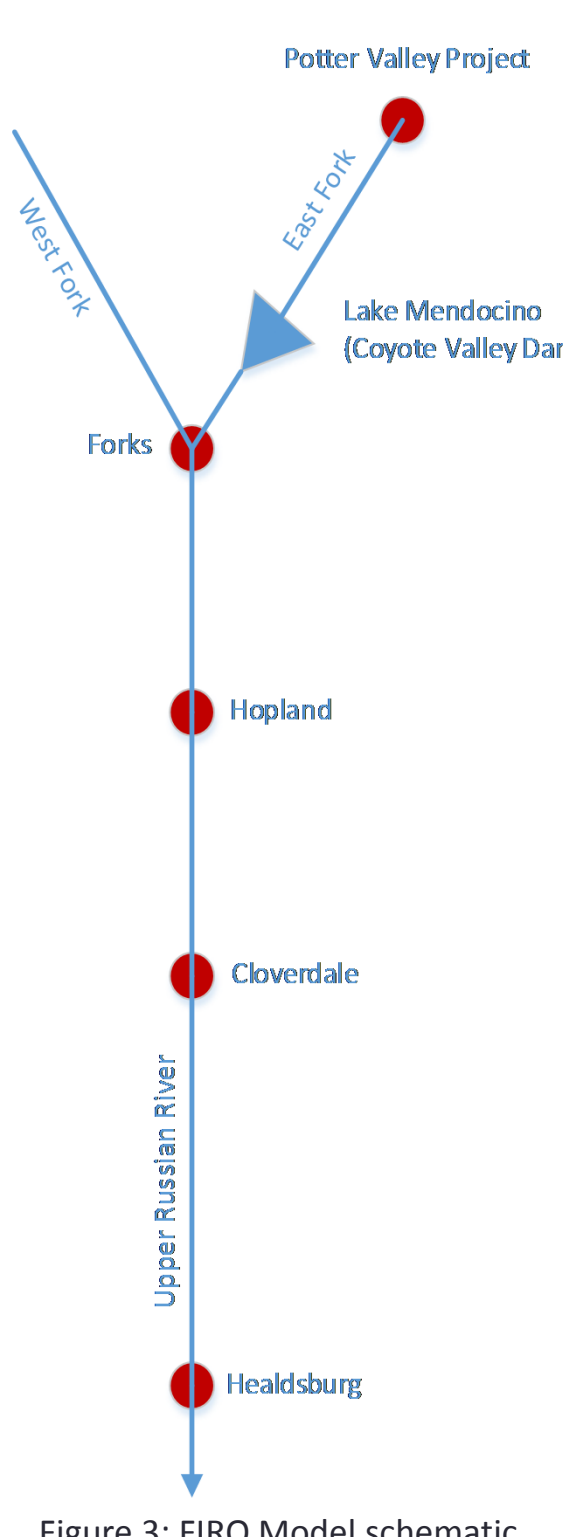 Potter Valley Project
East Fork
West Fork
Lake Mendocino
(Coyote Valley Dar
Forks
Hopland
Cloverdale
Upper Russian River
Healdsburg
Figure 3: FIRO Model schematic